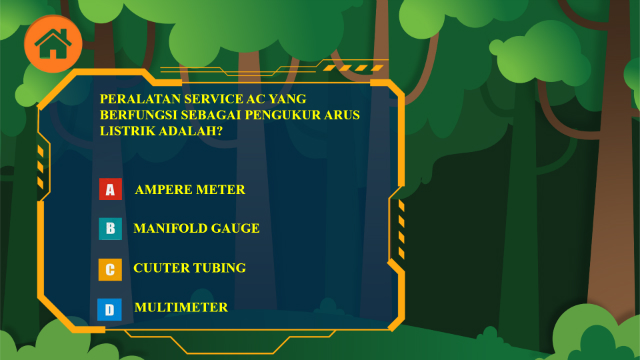 PERALATAN SERVICE AC YANG
BERFUNGSI SEBAGAI PENGUKUR ARUS
LISTRIK ADALAH?
A AMPERE METER
B MANIFOLD GAUGE
C CUUTER TUBING
D MULTIMETER